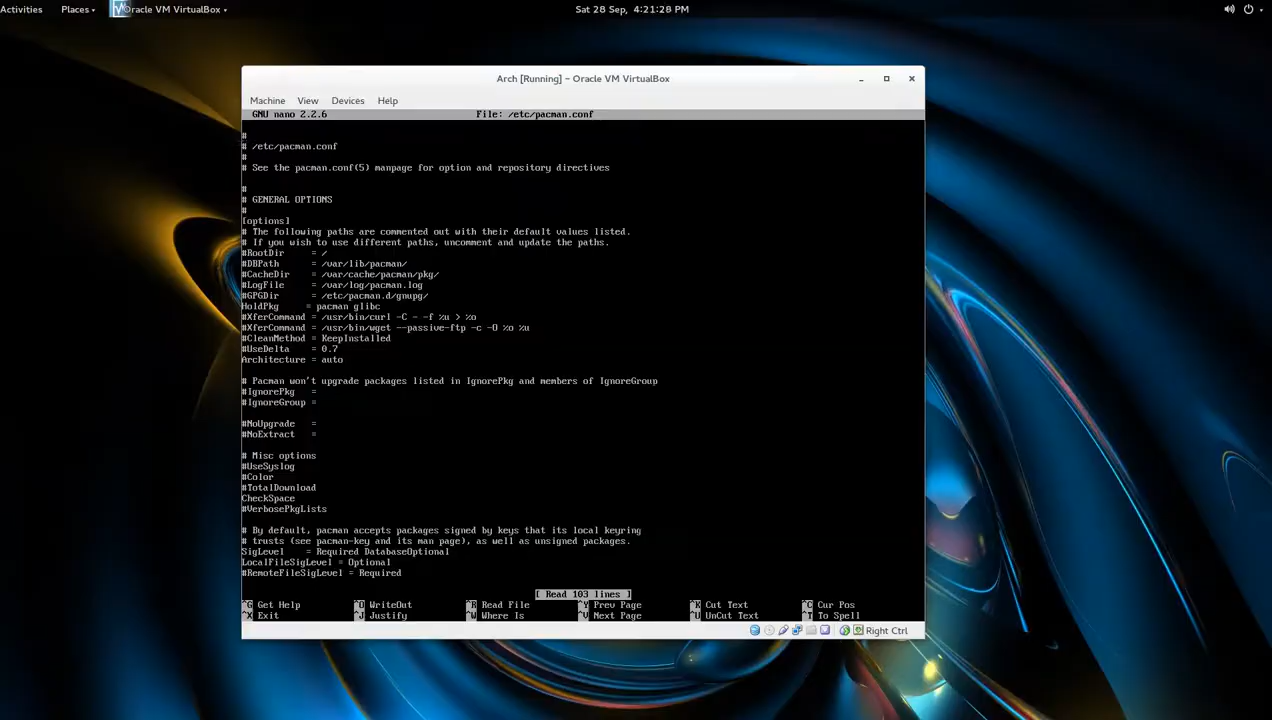 Activities Places Oracle VM VirtualBox Sat 28 Sep, 4:21:28 PM
Arch [Running] - Oracle VM VirtualBox
Machine View Devices Help
GNU nano 2.2.6 File: /etc/pacman.conf
#
# /etc/pacman.conf
#
# See the pacman.conf(5) manpage for option and repository directives
#
# GENERAL OPTIONS
#
[options]
# The following paths are commented out with their default values listed.
# If you wish to use different paths, uncomment and update the paths.
#RootDir = /
#DBPath = /var/lib/pacman/
#CacheDir = /var/cache/pacman/pkg/
#LogFile = /var/log/pacman.log
#GPGDir = /etc/pacman.d/gnupg/
HoldPkg = pacman glibc
#XferCommand = /usr/bin/curl -C - -f %u > %o
#XferCommand = /usr/bin/wget --passive-ftp -c -O %o %u
#CleanMethod = KeepInstalled
#UseDelta = 0.7
Architecture = auto
# Pacman won't upgrade packages listed in IgnorePkg and members of IgnoreGroup
#IgnorePkg =
#IgnoreGroup =
#NoUpgrade =
#NoExtract =
# Misc options
#UseSyslog
#Color
#TotalDownload
CheckSpace
#VerbosePkgLists
# By default, pacman accepts packages signed by keys that its local keyring
# trusts (see pacman-key and its man page), as well as unsigned packages.
SigLevel = Required DatabaseOptional
LocalFileSigLevel = Optional
#RemoteFileSigLevel = Required
[ Read 103 lines ]
^G Get Help ^O WriteOut ^R Read File ^Y Prev Page ^K Cut Text ^C Cur Pos
^X Exit ^J Justify ^W Where Is ^V Next Page ^U UnCut Text ^T To Spell
Right Ctrl